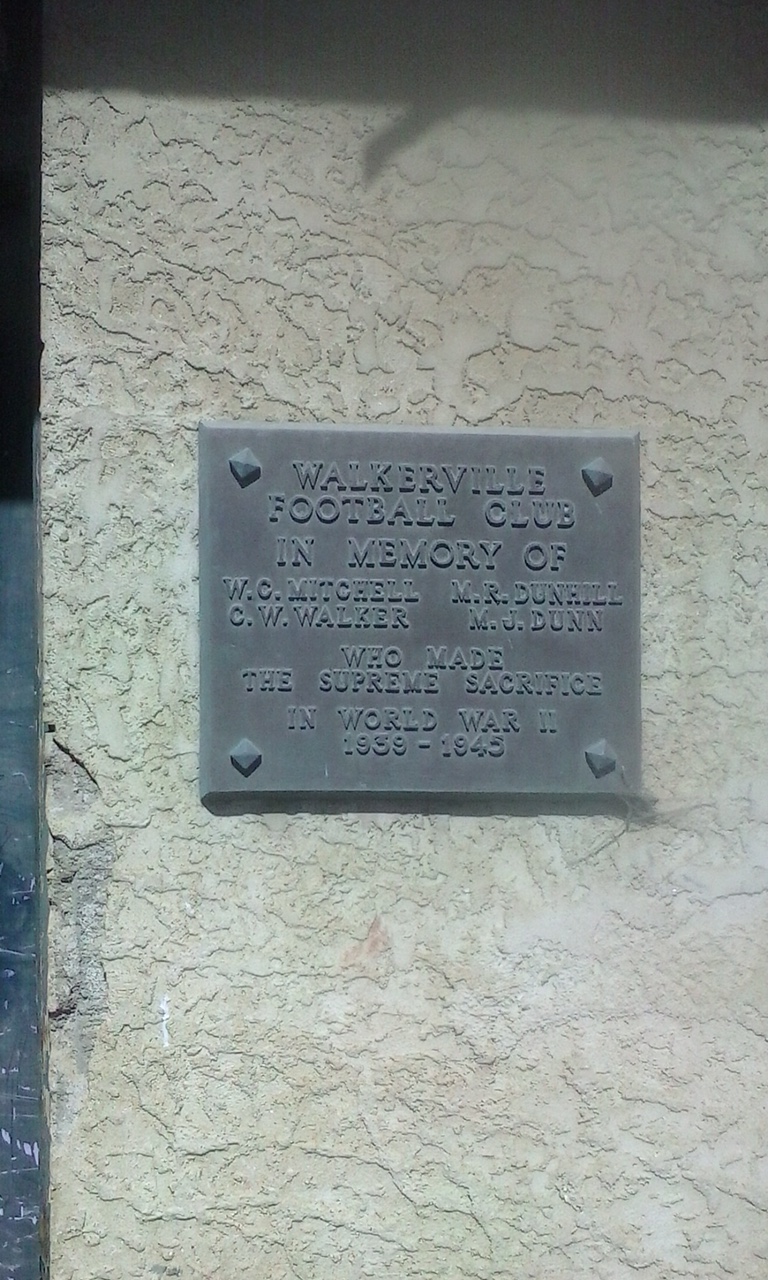 WALKERVILLE
FOOTBALL CLUB
IN MEMORY OF
W.C. MITCHELL M.R. DUNHILL
C.W. WALKER M.J. DUNN
WHO MADE
THE SUPREME SACRIFICE
IN WORLD WAR II
1939 - 1945